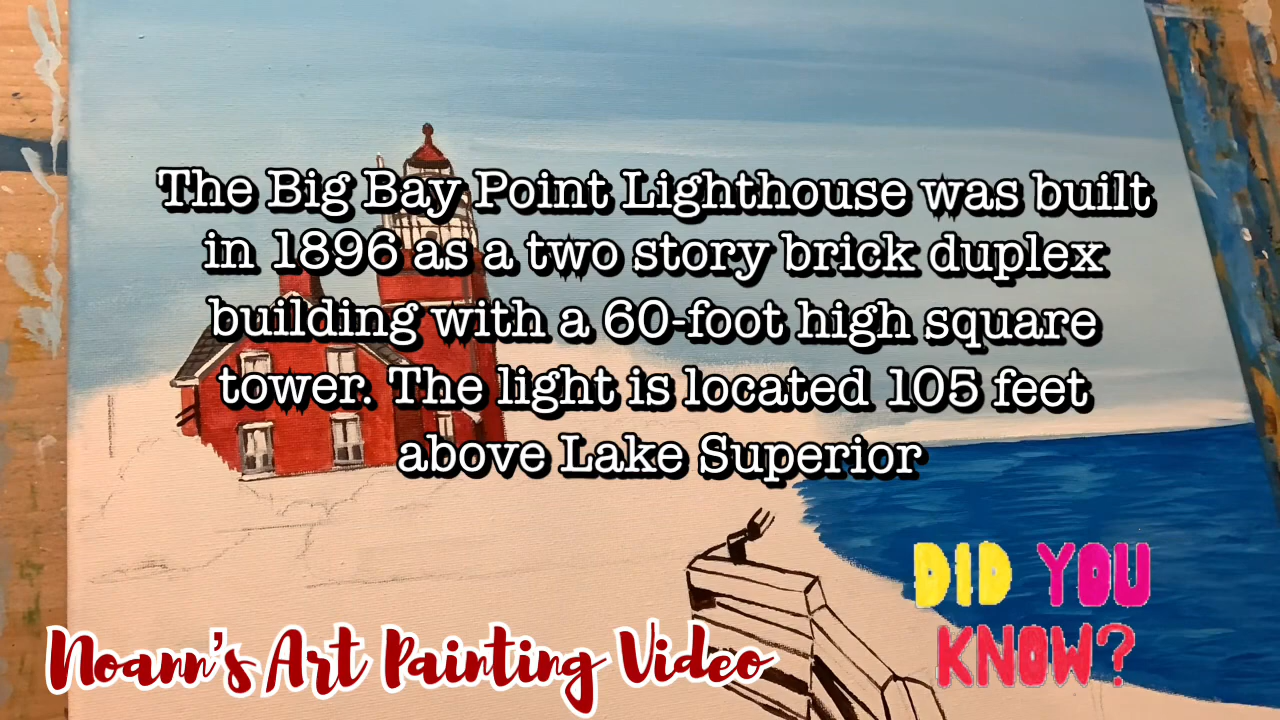 The Big Bay Point Lighthouse was built
in 1896 as a two story brick duplex
building with a 60-foot high square
tower. The light is located 105 feet
above Lake Superior
DID YOU
KNOW?
Noann's Art Painting Video